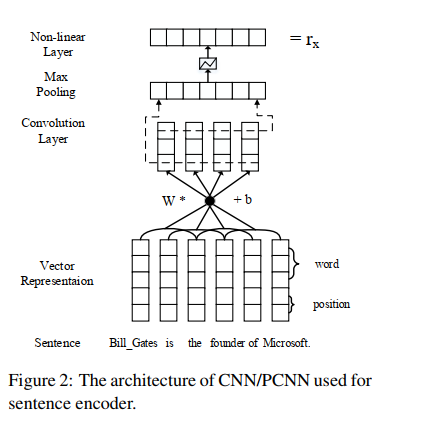 Non-linear
Layer
= rx
Max
Pooling
Convolution
Layer
W *
+ b
Vector
Representaion
word
position
Sentence
Bill_Gates is the founder of Microsoft.
Figure 2: The architecture of CNN/PCNN used for
sentence encoder.